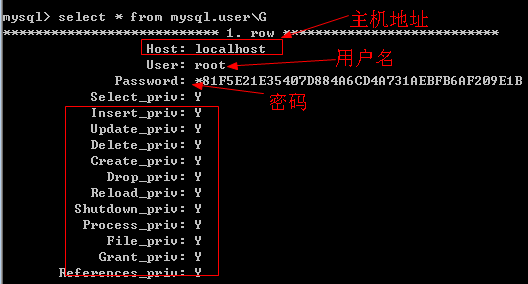 mysql> select * from mysql.user\G
主机地址
*************************** 1. row ***************************
Host: localhost
User: root
用户名
Password: *81F5E21E35407D884A6CD4A731AEBFB6AF209E1B
Select_priv: Y
密码
Insert_priv: Y
Update_priv: Y
Delete_priv: Y
Create_priv: Y
Drop_priv: Y
Reload_priv: Y
Shutdown_priv: Y
Process_priv: Y
File_priv: Y
Grant_priv: Y
References_priv: Y